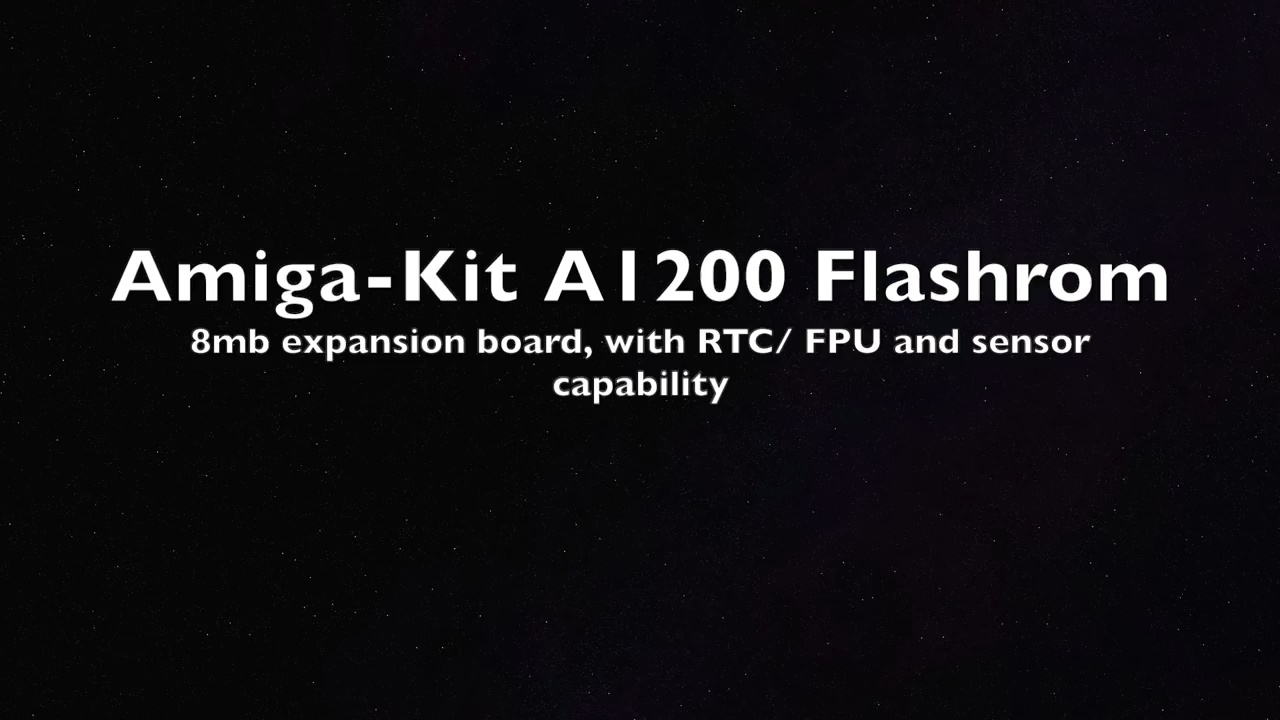 Amiga-Kit A1200 Flashrom
8mb expansion board, with RTC/ FPU and sensor
capability